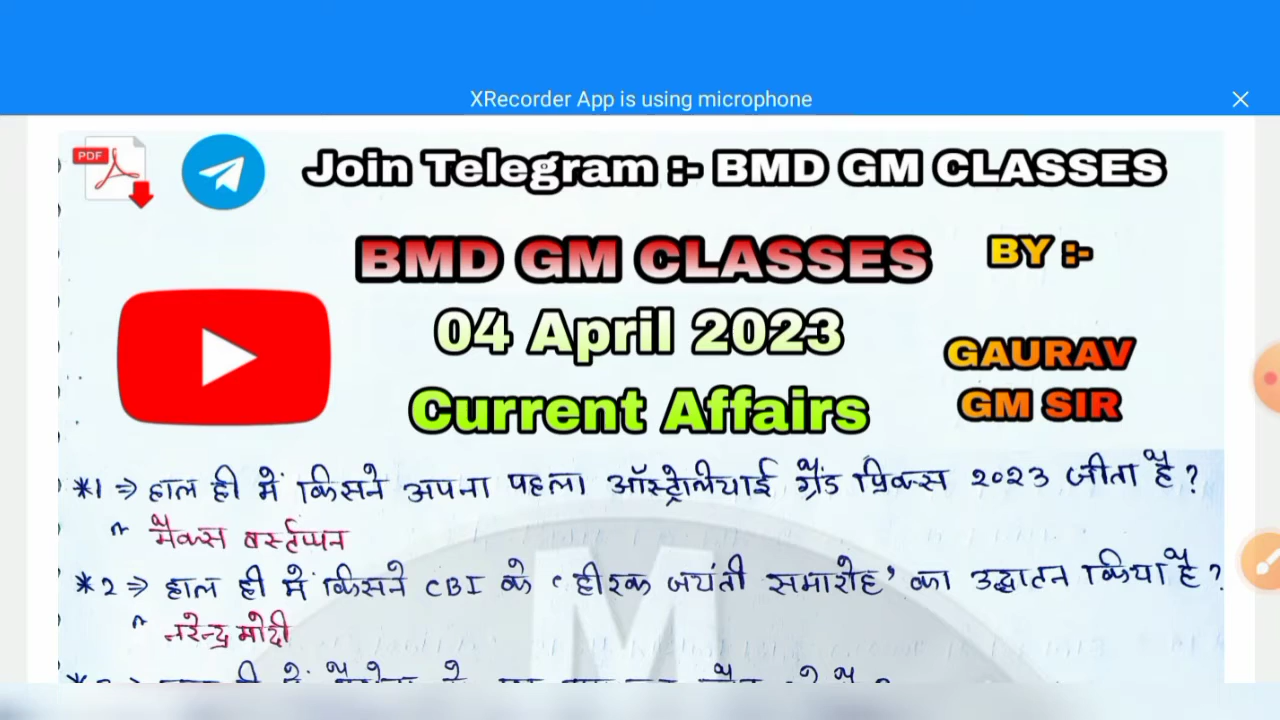 XRecorder App is using microphone
PDF
Join Telegram :- BMD GM CLASSES
BMD GM CLASSES
BY :-
04 April 2023
GAURAV
Current Affairs
GM SIR
*1 ⇒ हाल ही में किसने अपना पहला ऑस्ट्रेलियाई ग्रैंड प्रिक्स २०२3 जीता है ?
मैक्स वर्स्टप्पन
*2 ⇒ हाल ही में किसने CBI के 'हीरक जयंती समारोह' का उद्घाटन किया है ?
नरेन्द्र मोदी